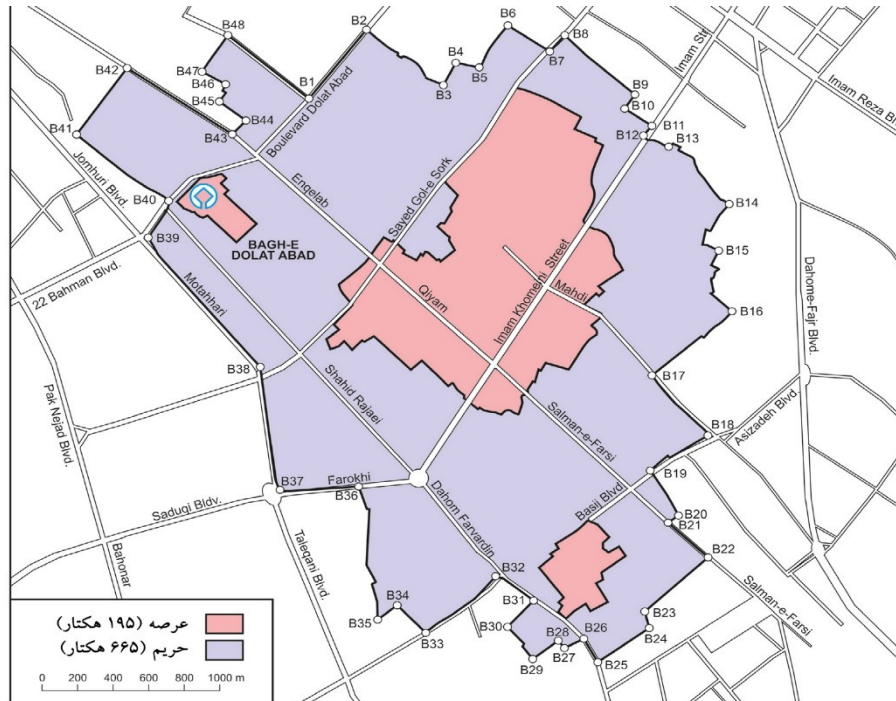 B48
B2
B6
B8
B7
B4
B3
B5
Imam Str.
Imam Reza Blv
B42
B47
B46
B45
B1
B44
B43
B41
Boulevard Dolat Abad
B9
B10
B11
B12
B13
Jomhuri Blvd.
Engelab
Sayed Gol-e Sork
B40
B39
BAGH-E
DOLAT ABAD
B14
B15
B16
22 Bahman Blvd.
Motahhari
Qiyam
Imam Khomeini Street
Mahdi
Dahome-Fajr Blvd.
B38
Shahid Rajaei
B17
Pak Nejad Blvd.
Salman-e-Farsi
B18
Asizadeh Blvd.
B19
B37
Farokhi
B36
Saduqi Bldv.
Dahom Farvardin
Basij Blvd.
B20
B21
B22
Bahonar
Taleqani Blvd.
B32
B31
B30
B34
B35
B33
B29
B28
B27
B26
B25
B23
B24
Salman-e-Farsi
عرصه (۱۹۵ هکتار)
حریم (۶۶۵ هکتار)
0 200 400 600 1000 m